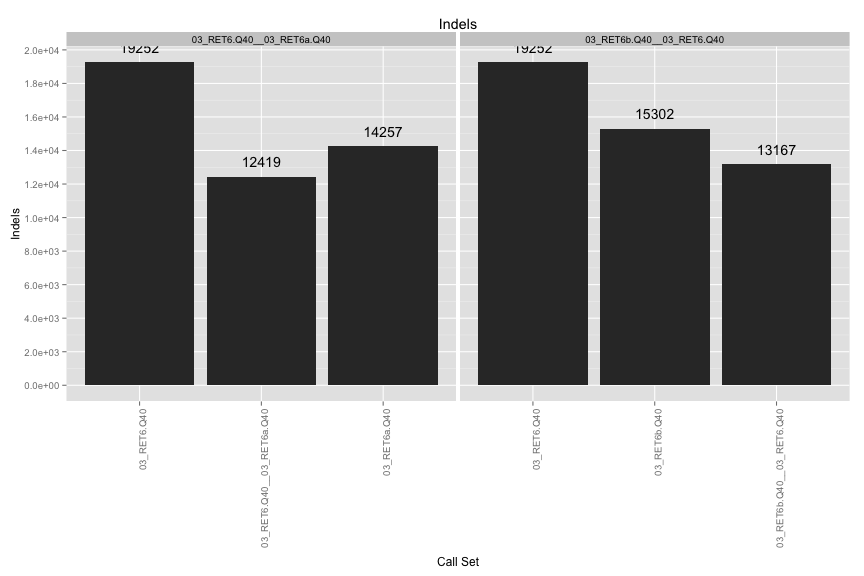 Indels
03_RET6.Q40__03_RET6a.Q40
03_RET6b.Q40__03_RET6.Q40
Indels
2.0e+04
1.8e+04
1.6e+04
1.4e+04
1.2e+04
1.0e+04
8.0e+03
6.0e+03
4.0e+03
2.0e+03
0.0e+00
19252
12419
14257
19252
15302
13167
03_RET6.Q40
03_RET6.Q40__03_RET6a.Q40
03_RET6a.Q40
03_RET6.Q40
03_RET6b.Q40
03_RET6b.Q40__03_RET6.Q40
Call Set